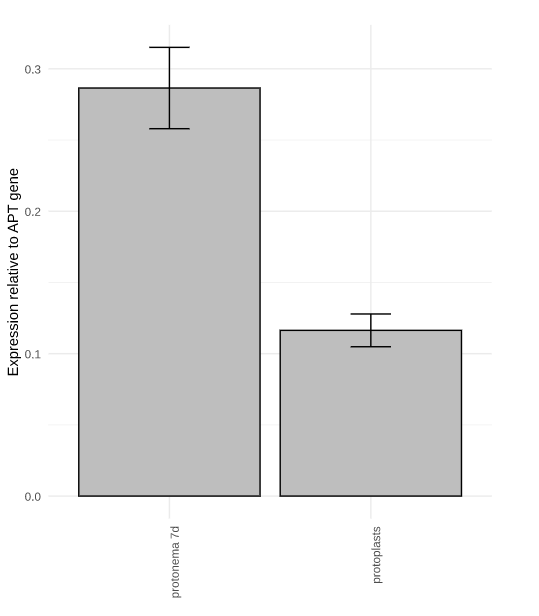 Expression relative to APT gene
0.3
0.2
0.1
0.0
protonema 7d
protoplasts